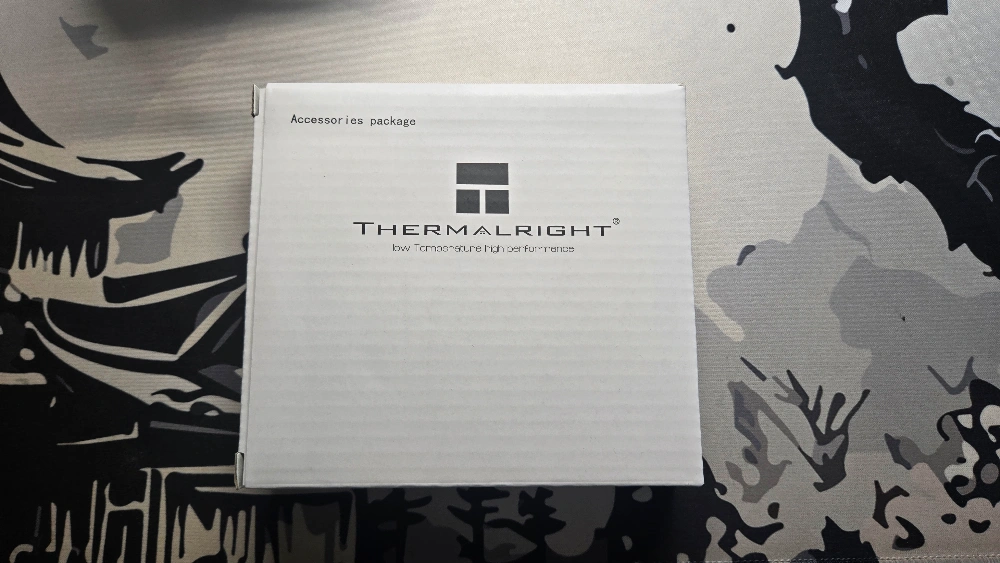 Accessories package
THERMALRIGHT®
low Temperature high performance